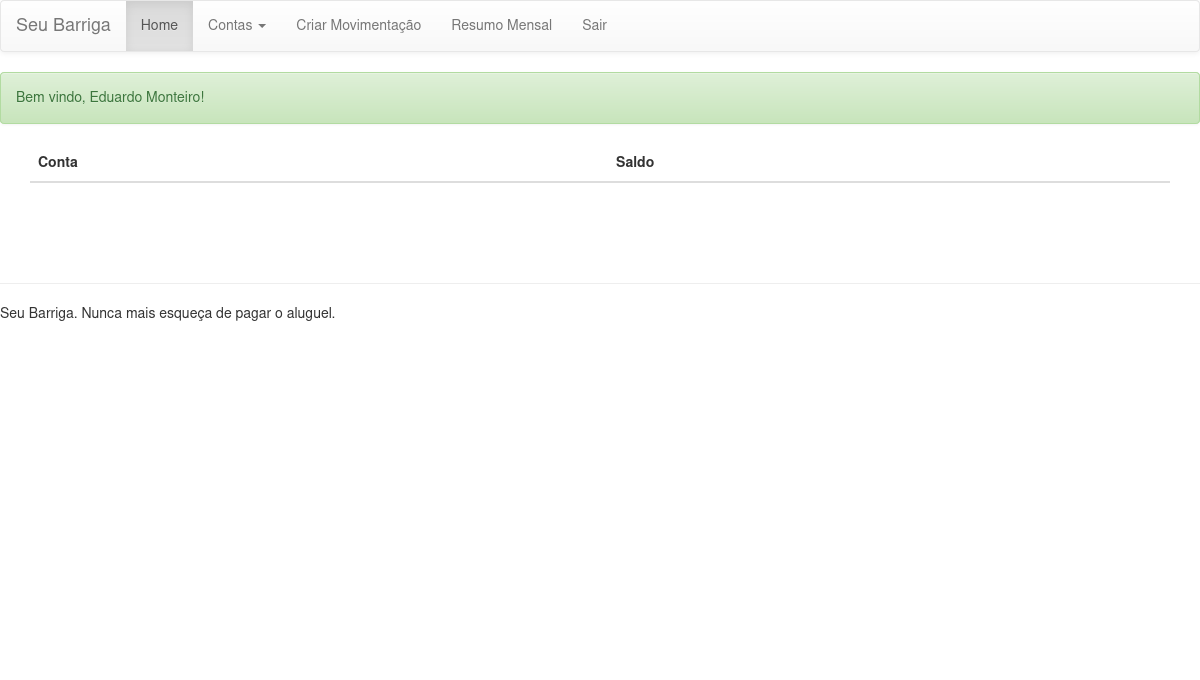 Seu Barriga Home Contas Criar Movimentação Resumo Mensal Sair
Bem vindo, Eduardo Monteiro!
Conta Saldo
Seu Barriga. Nunca mais esqueça de pagar o aluguel.